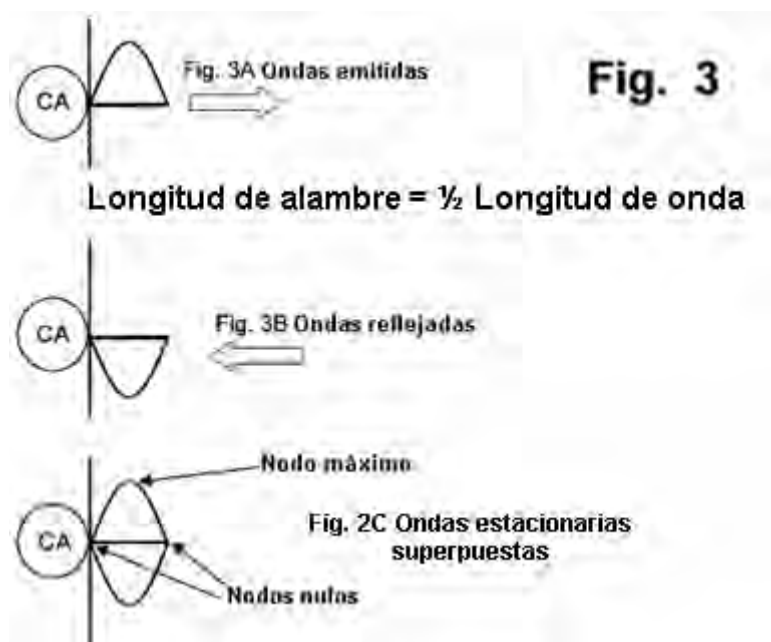 Fig. 3A Ondas emitidas
Fig. 3
CA
Longitud de alambre = ½ Longitud de onda
CA
Fig. 3B Ondas reflejadas
Nodo máximo
CA
Fig. 2C Ondas estacionarias
superpuestas
Nodos nulos